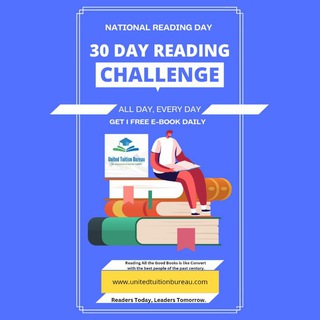 NATIONAL READING DAY
30 DAY READING
CHALLENGE
ALL DAY, EVERY DAY
GET 1 FREE E-BOOK DAILY
United Tuition Bureau
Reading All the Good Books is like Convert
with the best people of the past century.
www.unitedtuitionbureau.com
Readers Today, Leaders Tomorrow.